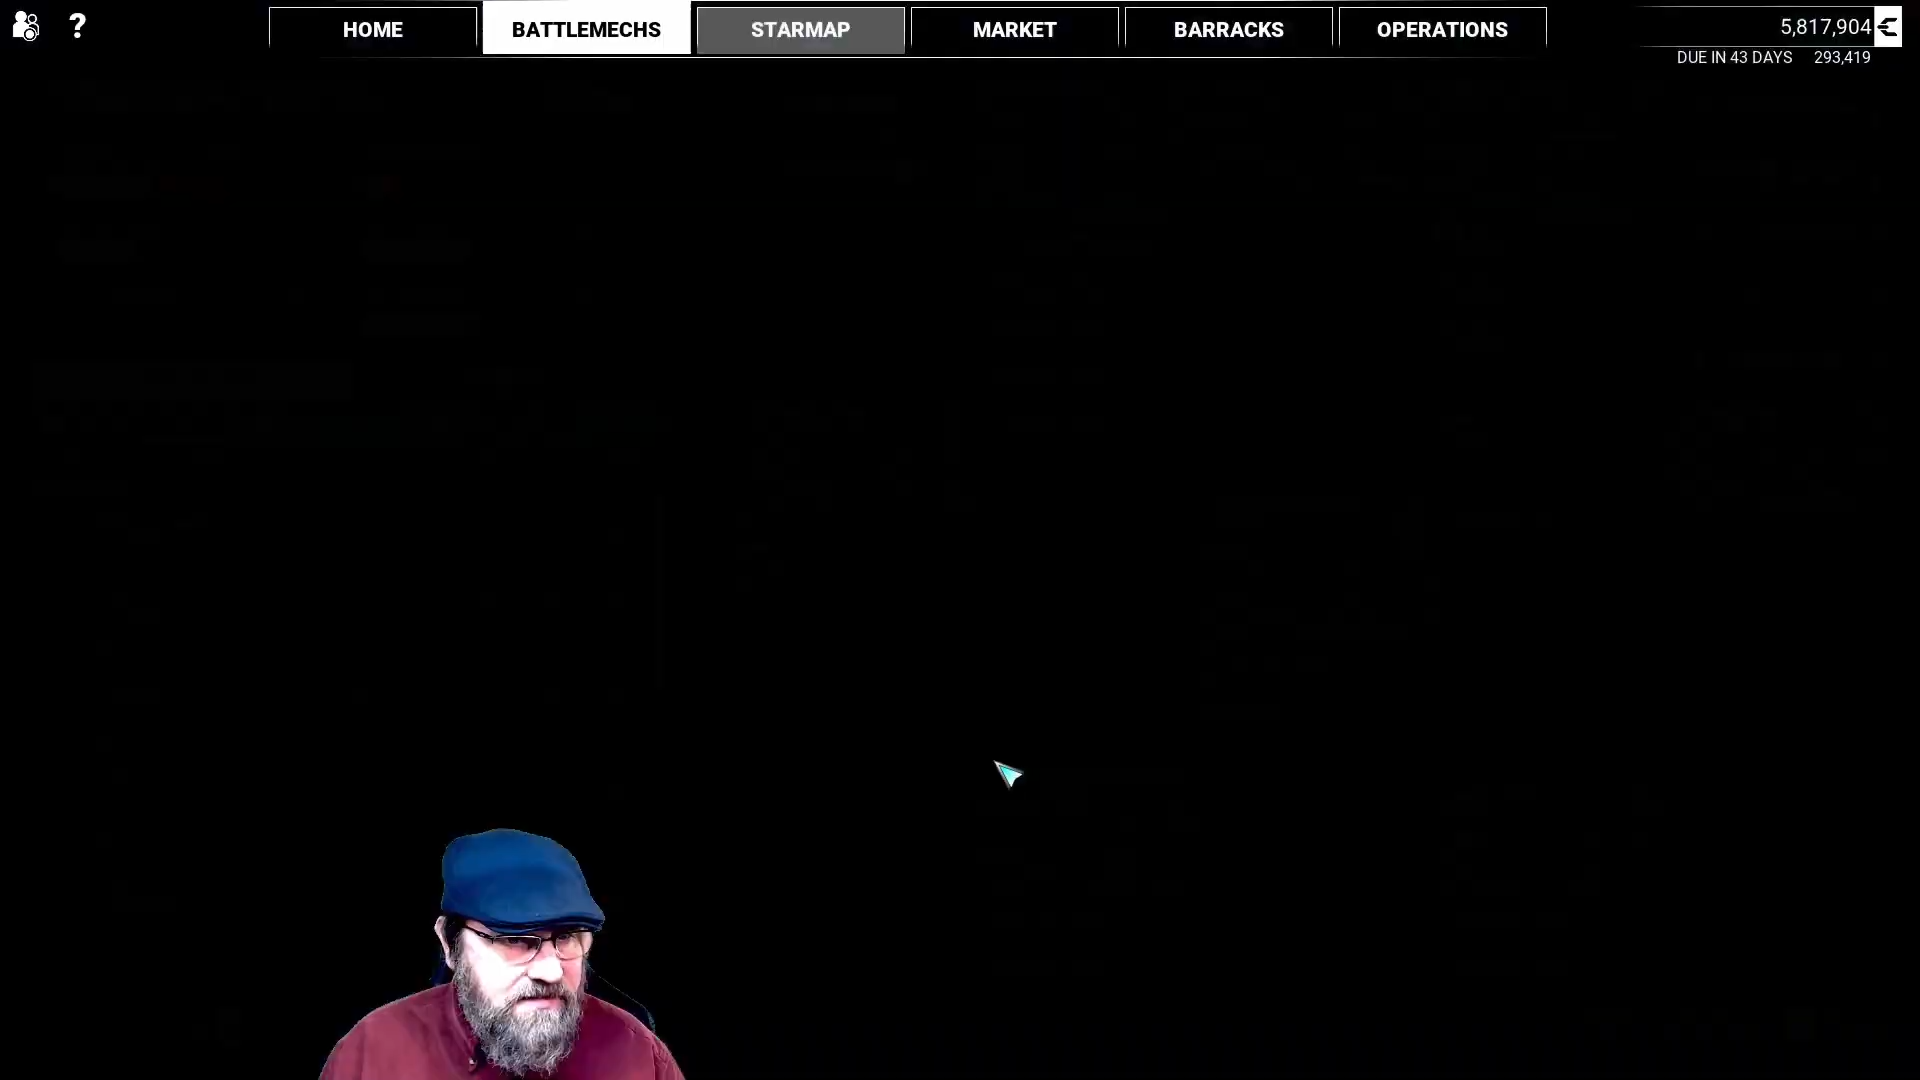 ?
HOME
BATTLEMECHS
STARMAP
MARKET
BARRACKS
OPERATIONS
5,817,904
DUE IN 43 DAYS 293,419